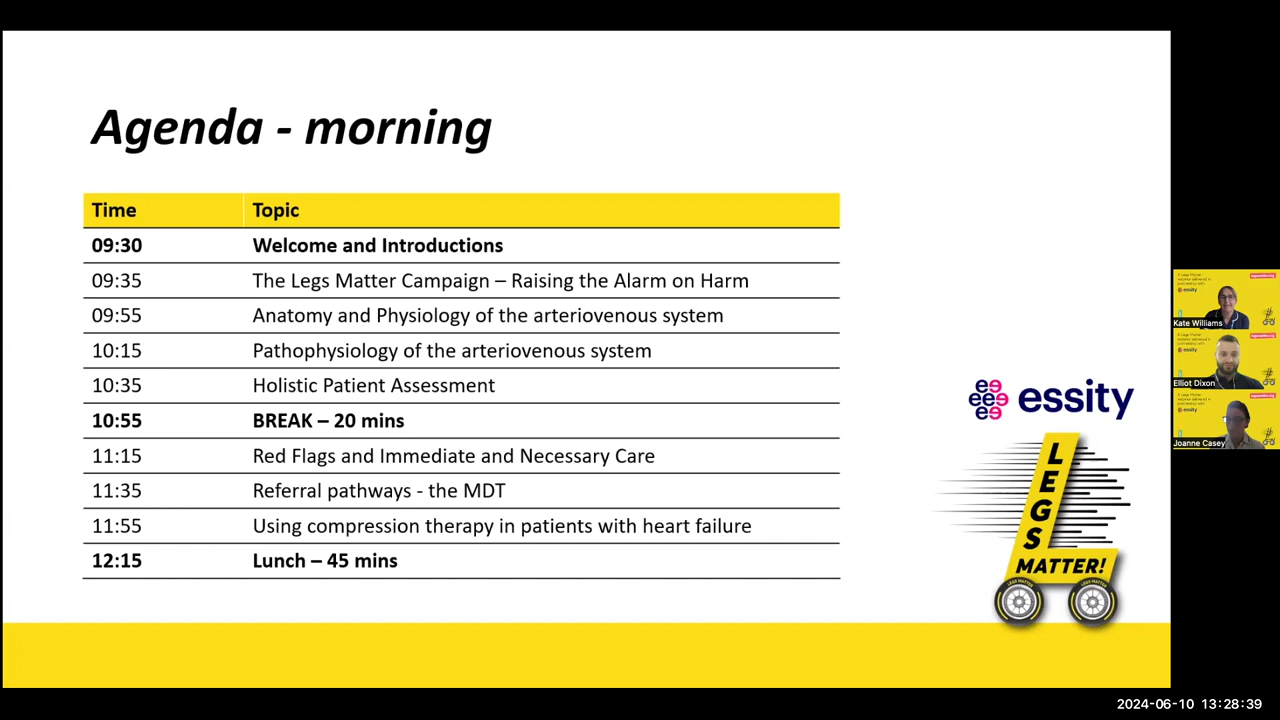 Agenda - morning
Time Topic
09:30 Welcome and Introductions
09:35 The Legs Matter Campaign – Raising the Alarm on Harm
09:55 Anatomy and Physiology of the arteriovenous system
10:15 Pathophysiology of the arteriovenous system
10:35 Holistic Patient Assessment
10:55 BREAK – 20 mins
11:15 Red Flags and Immediate and Necessary Care
11:35 Referral pathways - the MDT
11:55 Using compression therapy in patients with heart failure
12:15 Lunch – 45 mins
essity
LEGS
MATTER!
Kate Williams
Elliot Dixon
Joanne Casey
2024-06-10 13:28:39